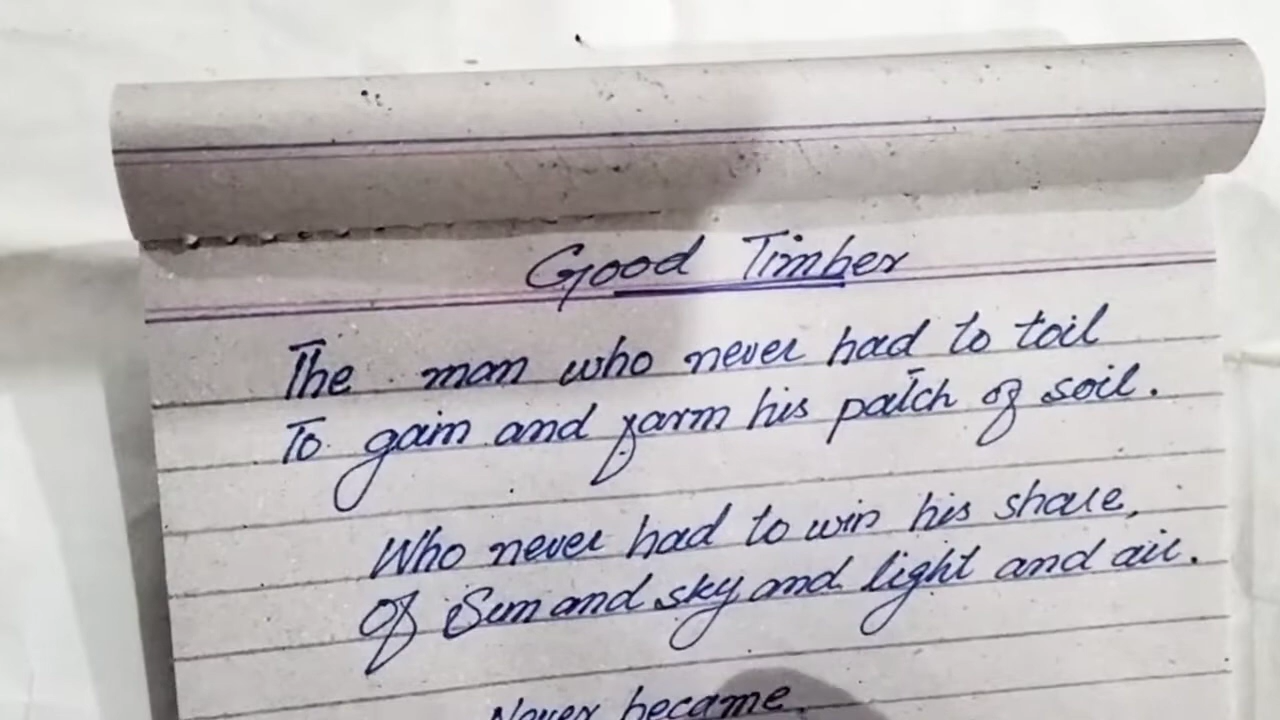 Good Timber
The man who never had to toil
To gain and farm his patch of soil.
Who never had to win his share,
Of Sun and sky and light and air.
Never became